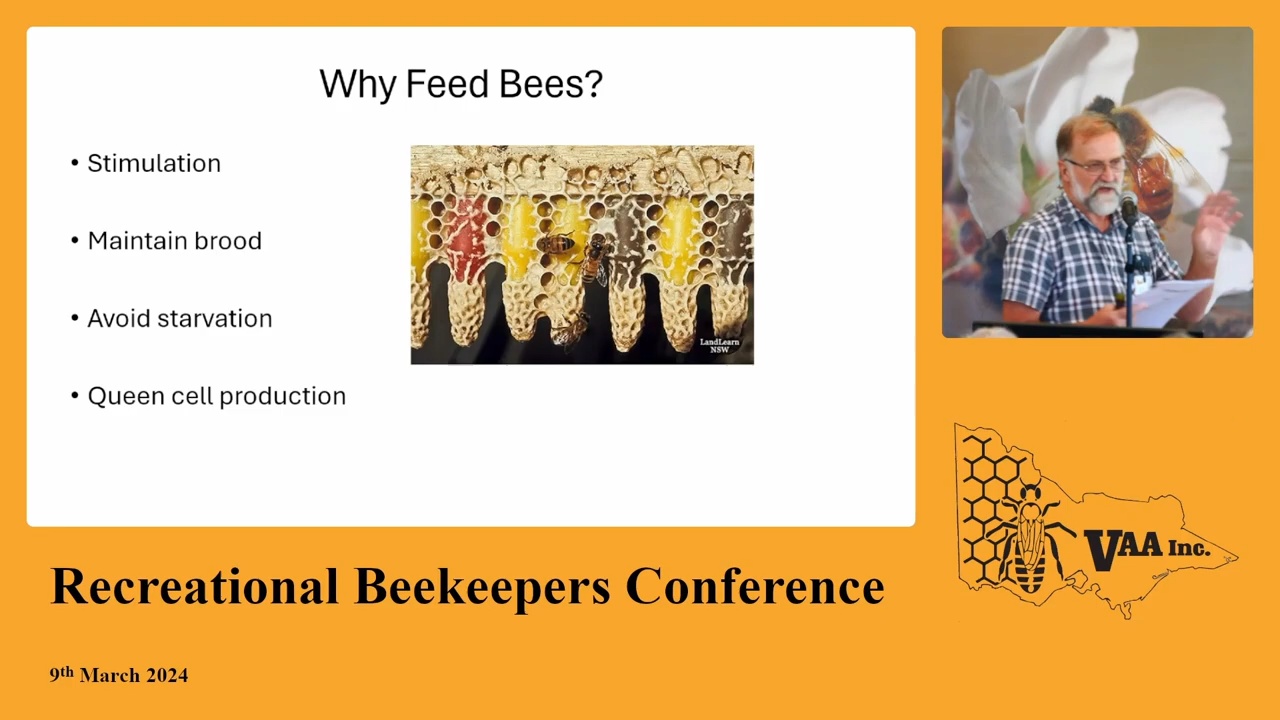 Why Feed Bees?
• Stimulation
• Maintain brood
• Avoid starvation
• Queen cell production
LandLearn
NSW
VAA Inc.
Recreational Beekeepers Conference
9th March 2024